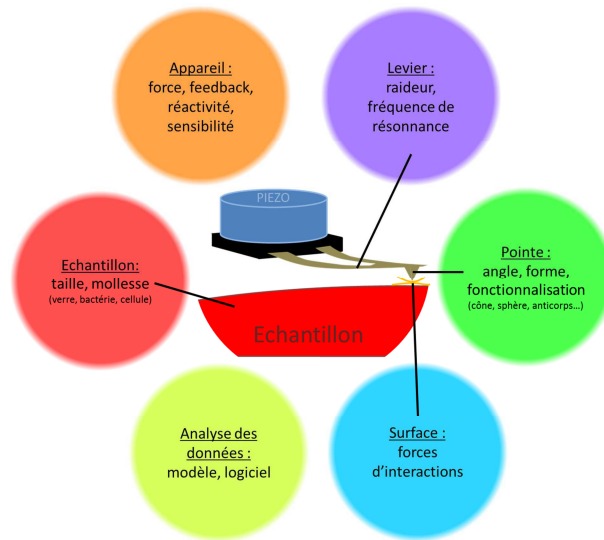 Appareil :
force, feedback,
réactivité,
sensibilité
Levier :
raideur,
fréquence de
résonnance
PIEZO
Echantillon:
taille, mollesse
(verre, bactérie, cellule)
Pointe :
angle, forme,
fonctionnalisation
(cône, sphère, anticorps...)
Echantillon
Analyse des
données :
modèle, logiciel
Surface :
forces
d'interactions